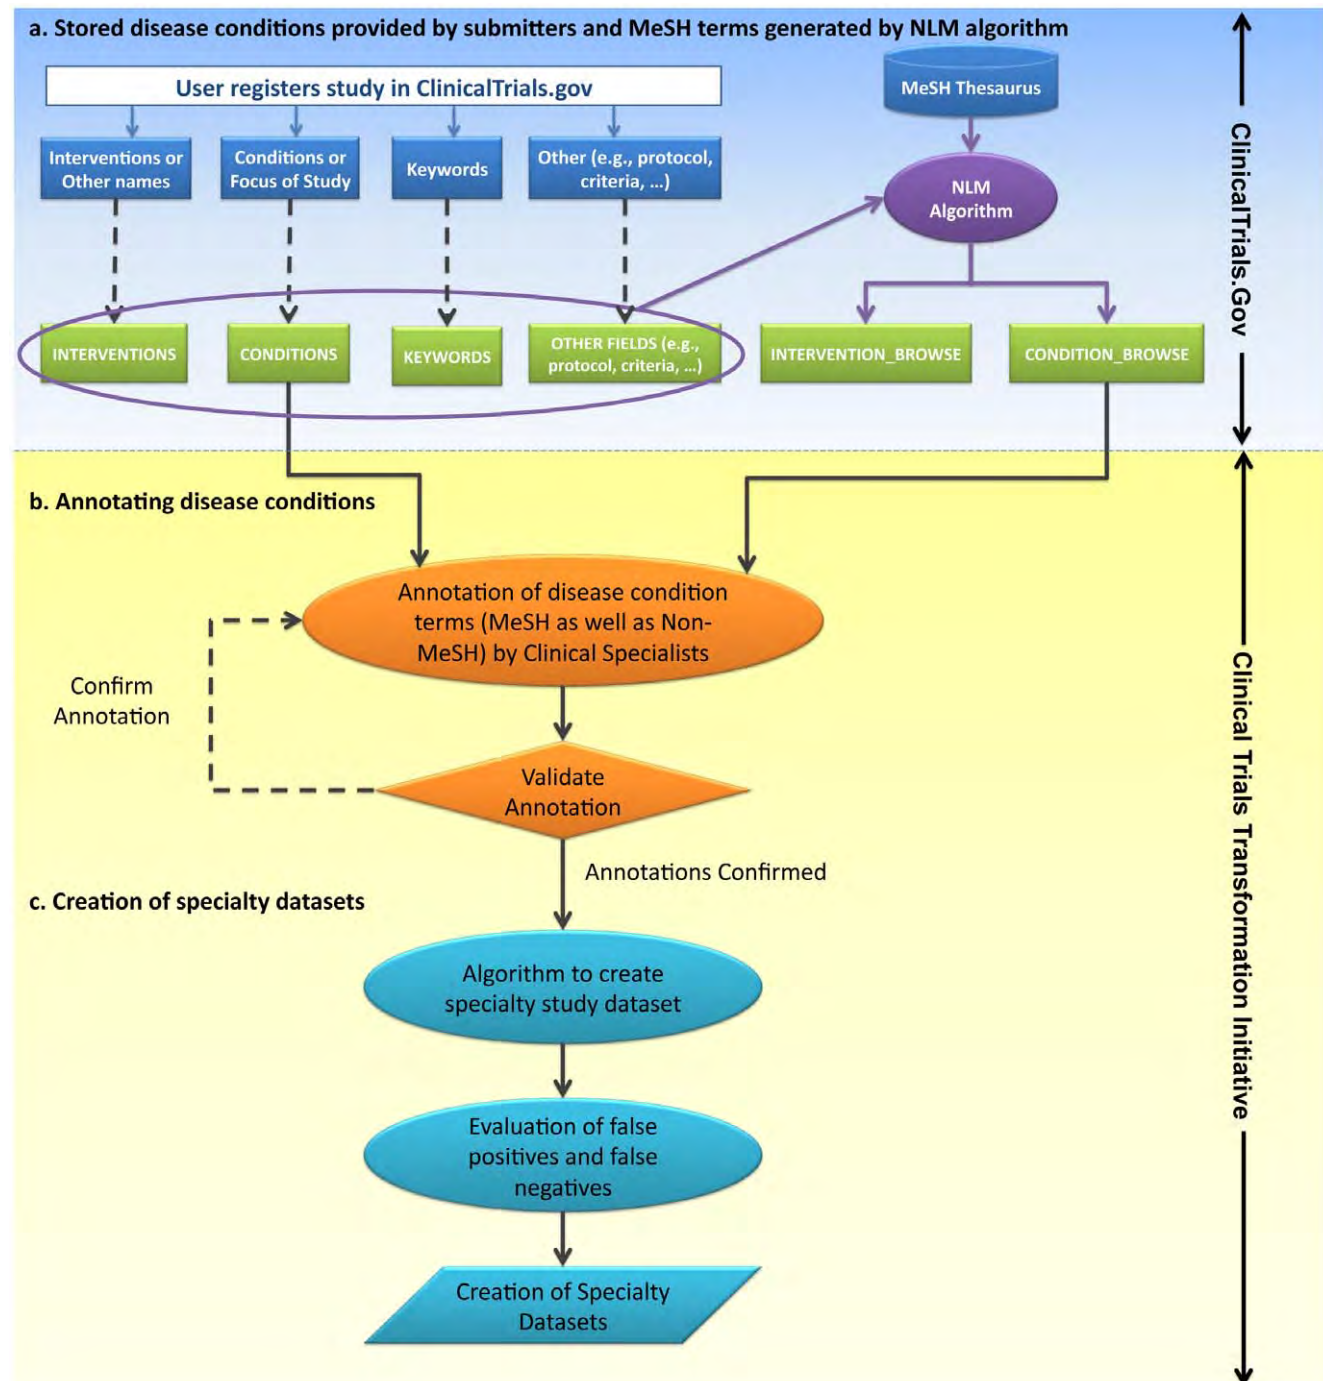 a. Stored disease conditions provided by submitters and MeSH terms generated by NLM algorithm
User registers study in ClinicalTrials.gov
MeSH Thesaurus
Interventions or
Other names
Conditions or
Focus of Study
Keywords
Other (e.g., protocol,
criteria, ...)
NLM
Algorithm
INTERVENTIONS
CONDITIONS
KEYWORDS
OTHER FIELDS (e.g.,
protocol, criteria, ...)
INTERVENTION_BROWSE
CONDITION_BROWSE
ClinicalTrials.Gov
b. Annotating disease conditions
Annotation of disease condition
terms (MeSH as well as Non-
MeSH) by Clinical Specialists
Confirm
Annotation
Validate
Annotation
Annotations Confirmed
c. Creation of specialty datasets
Algorithm to create
specialty study dataset
Evaluation of false
positives and false
negatives
Creation of Specialty
Datasets
Clinical Trials Transformation Initiative